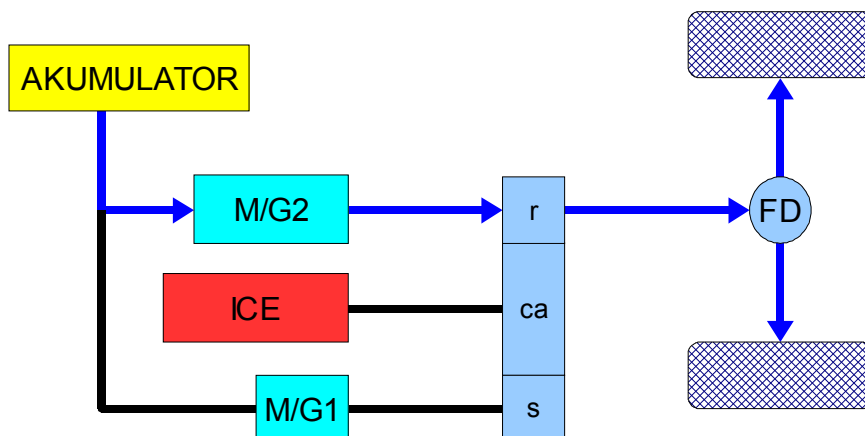 AKUMULATOR
M/G2
r
FD
ICE
ca
M/G1
s